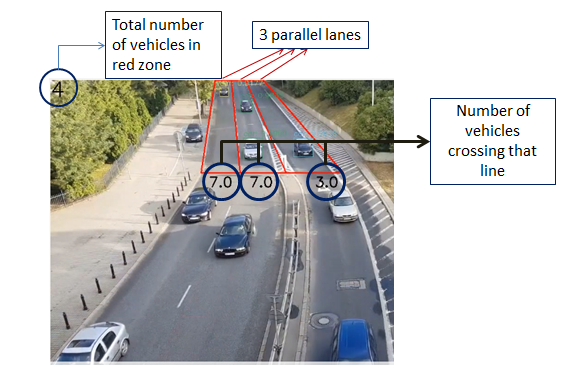 Total number
of vehicles in
red zone
3 parallel lanes
4
Number of
vehicles
crossing that
line
7.0 7.0 3.0